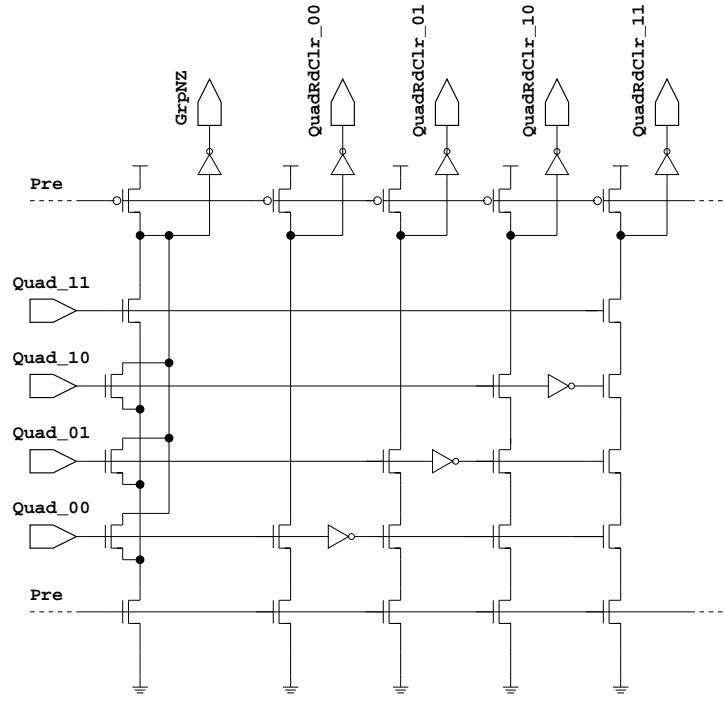 GrpNZ
QuadRdClr_00
QuadRdClr_01
QuadRdClr_10
QuadRdClr_11
Pre
Quad_11
Quad_10
Quad_01
Quad_00
Pre